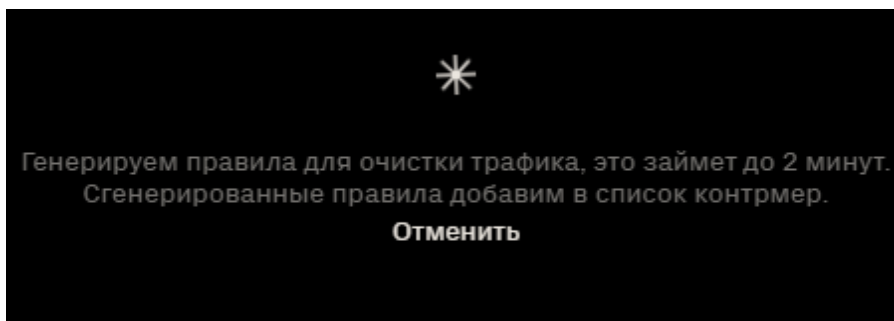 Генерируем правила для очистки трафика, это займет до 2 минут.
Сгенерированные правила добавим в список контрмер.
Отменить